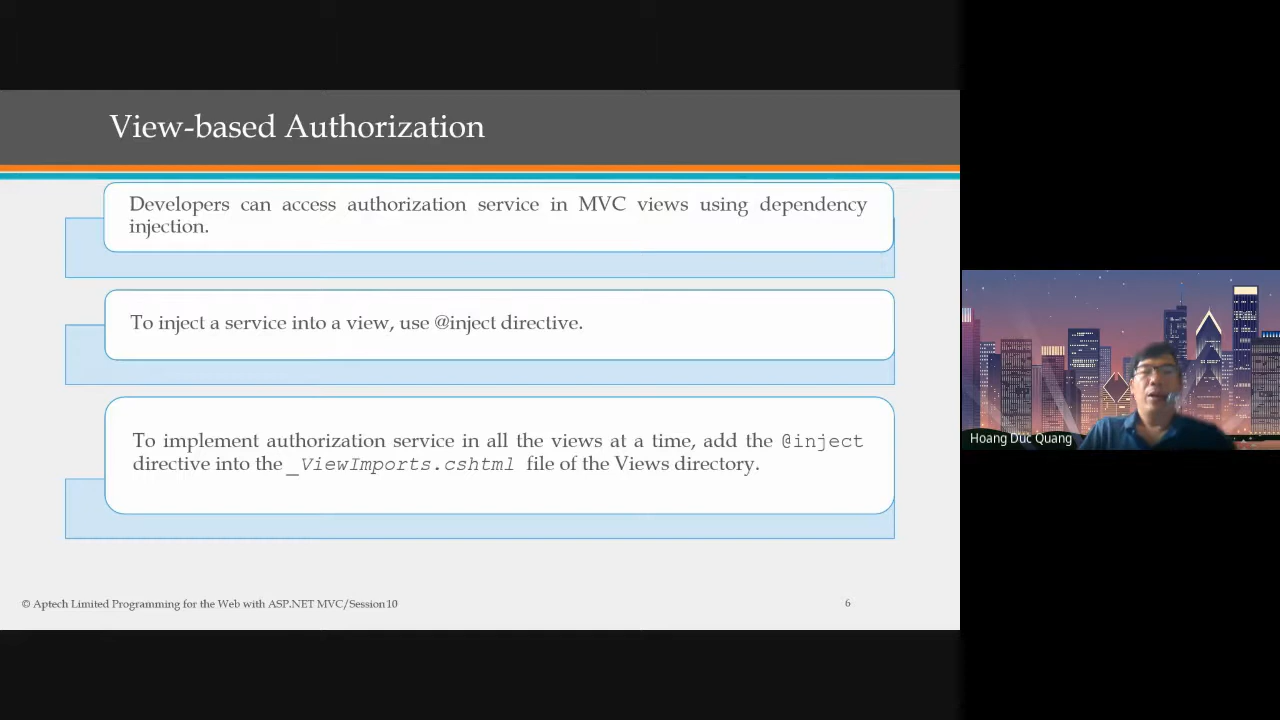 View-based Authorization
Developers can access authorization service in MVC views using dependency
injection.
To inject a service into a view, use @inject directive.
To implement authorization service in all the views at a time, add the @inject
directive into the _ViewImports.cshtml file of the Views directory.
Hoang Duc Quang
© Aptech Limited Programming for the Web with ASP.NET MVC/Session10
6